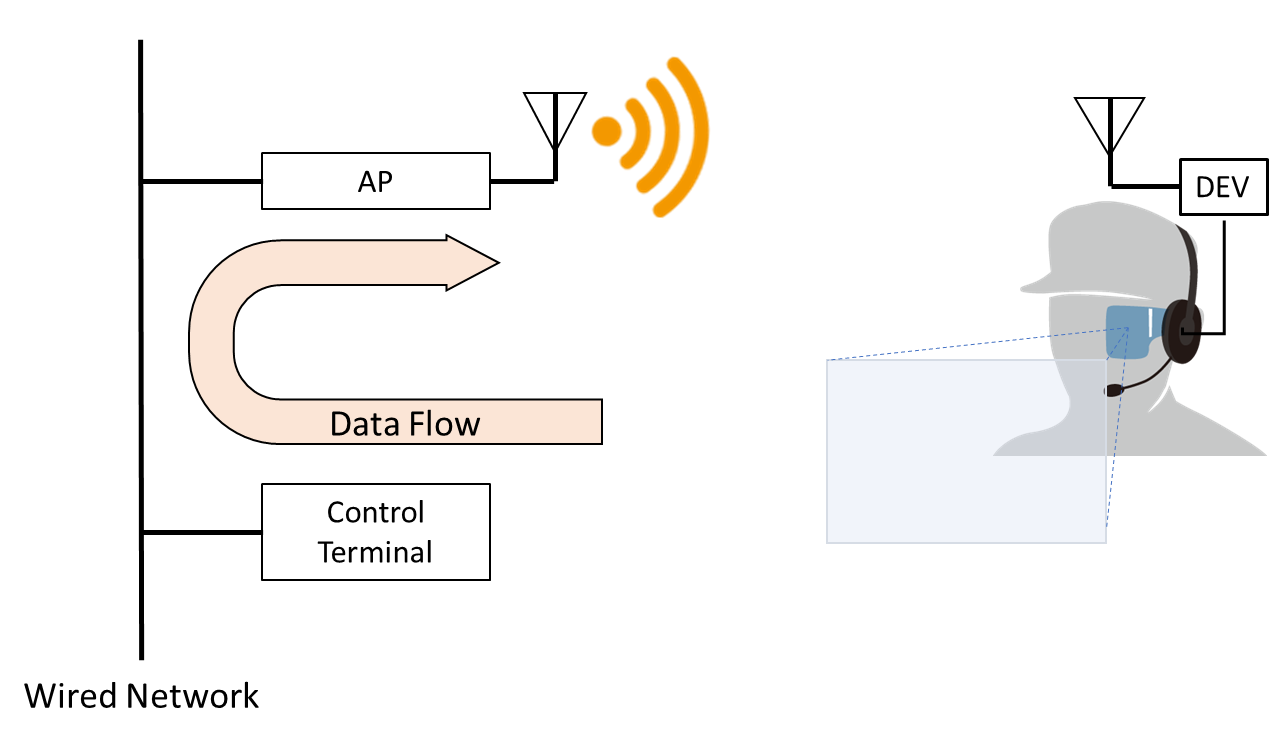 AP
DEV
Data Flow
Control
Terminal
Wired Network